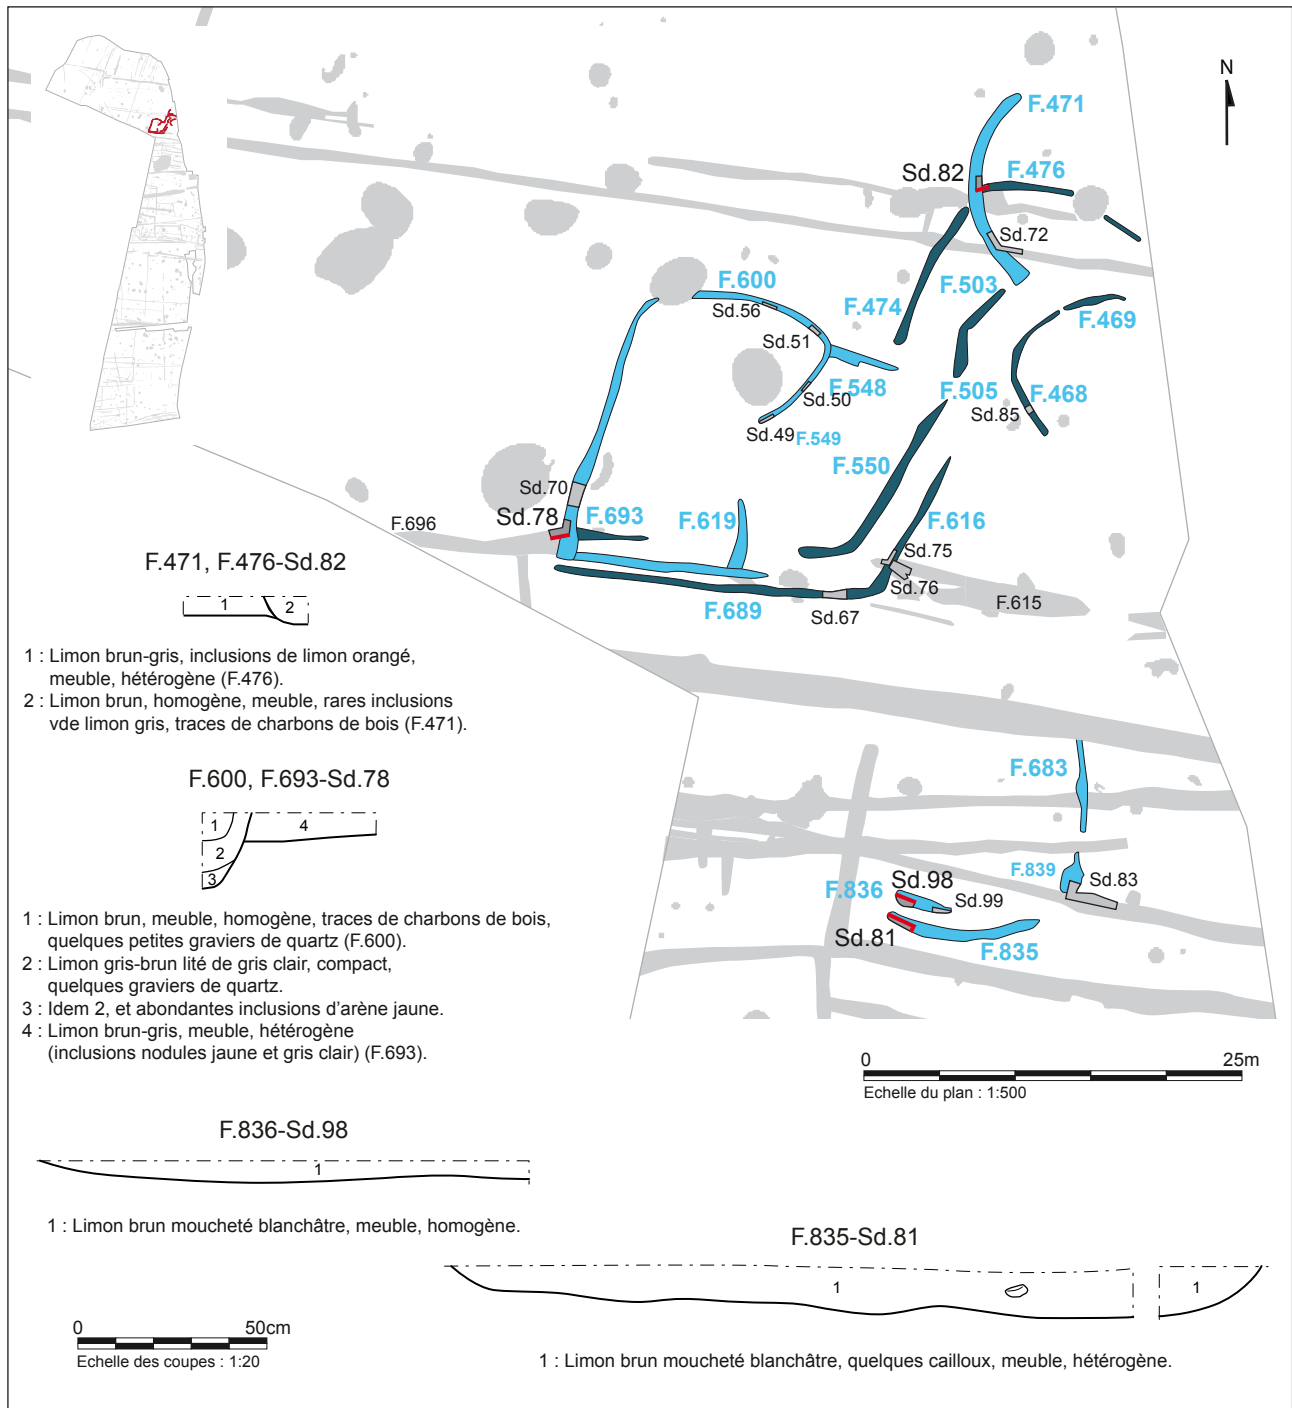 N
F.471
Sd.82
F.476
Sd.72
F.503
F.600
Sd.56
F.474
F.469
Sd.51
F.548
F.505
F.468
Sd.50
Sd.85
Sd.49
F.549
F.550
Sd.70
Sd.78
F.693
F.619
F.616
F.696
Sd.75
Sd.76
F.689
Sd.67
F.615
F.683
F.839
Sd.83
F.836
Sd.98
Sd.99
Sd.81
F.835
0 25m
Echelle du plan : 1:500
F.471, F.476-Sd.82
1 2
1 : Limon brun-gris, inclusions de limon orangé,
meuble, hétérogène (F.476).
2 : Limon brun, homogène, meuble, rares inclusions
vde limon gris, traces de charbons de bois (F.471).
F.600, F.693-Sd.78
1 4
2
3
1 : Limon brun, meuble, homogène, traces de charbons de bois,
quelques petites graviers de quartz (F.600).
2 : Limon gris-brun lité de gris clair, compact,
quelques graviers de quartz.
3 : Idem 2, et abondantes inclusions d'arène jaune.
4 : Limon brun-gris, meuble, hétérogène
(inclusions nodules jaune et gris clair) (F.693).
F.836-Sd.98
1
1 : Limon brun moucheté blanchâtre, meuble, homogène.
F.835-Sd.81
1 1
1 : Limon brun moucheté blanchâtre, quelques cailloux, meuble, hétérogène.
0 50cm
Echelle des coupes : 1:20